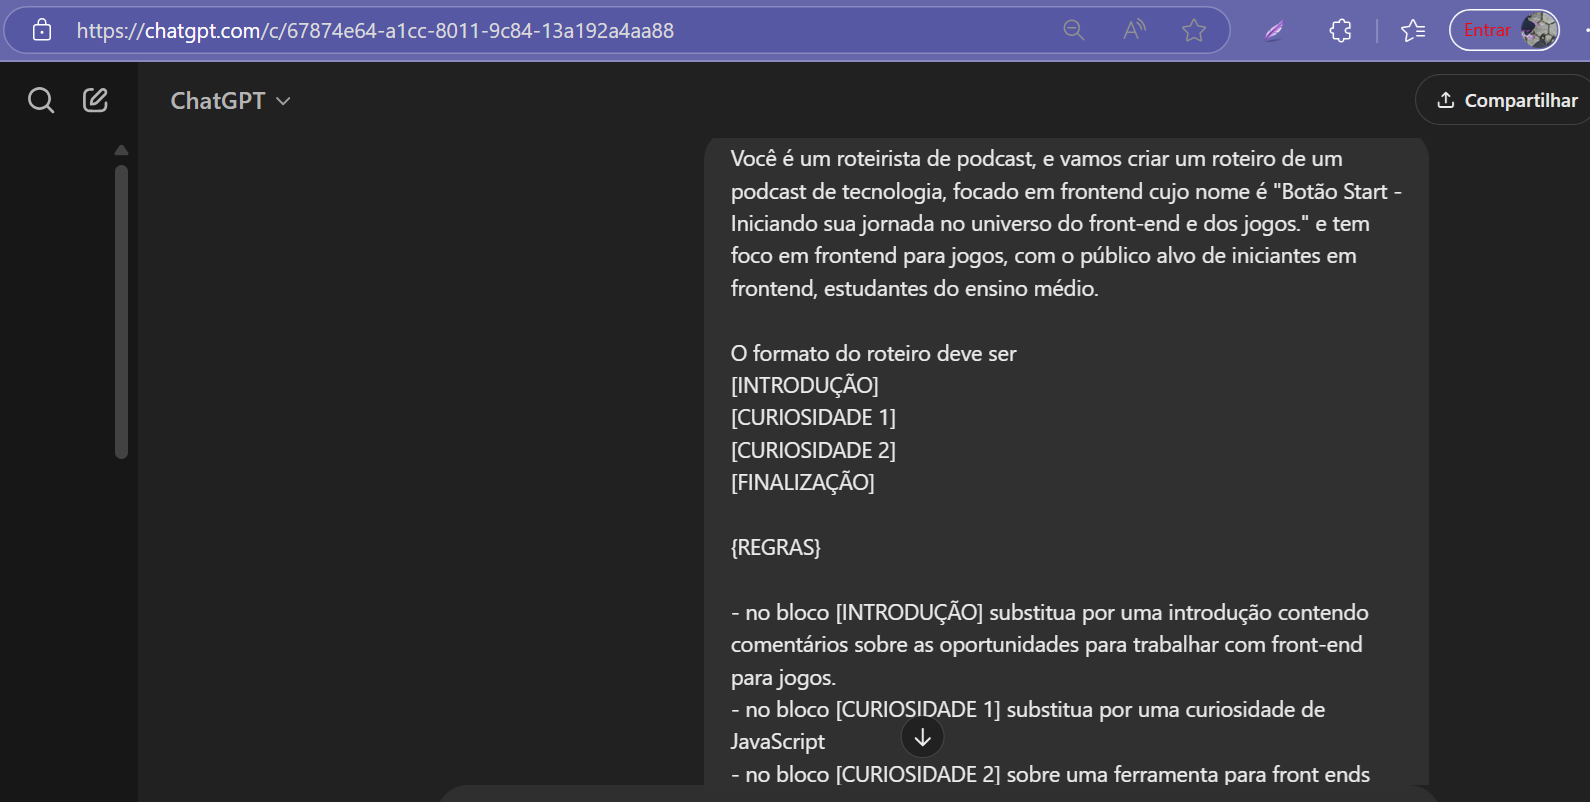 https://chatgpt.com/c/67874e64-a1cc-8011-9c84-13a192a4aa88
Entrar
ChatGPT
Compartilhar
Você é um roteirista de podcast, e vamos criar um roteiro de um
podcast de tecnologia, focado em frontend cujo nome é "Botão Start -
Iniciando sua jornada no universo do front-end e dos jogos." e tem
foco em frontend para jogos, com o público alvo de iniciantes em
frontend, estudantes do ensino médio.
O formato do roteiro deve ser
[INTRODUÇÃO]
[CURIOSIDADE 1]
[CURIOSIDADE 2]
[FINALIZAÇÃO]
{REGRAS}
- no bloco [INTRODUÇÃO] substitua por uma introdução contendo
comentários sobre as oportunidades para trabalhar com front-end
para jogos.
- no bloco [CURIOSIDADE 1] substitua por uma curiosidade de
JavaScript
- no bloco [CURIOSIDADE 2] sobre uma ferramenta para front ends